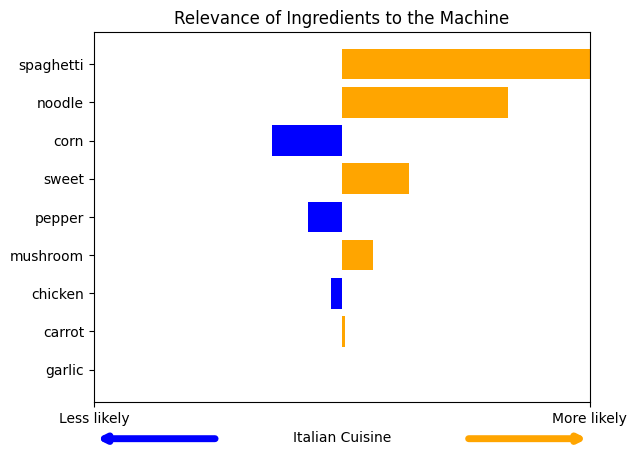 Relevance of Ingredients to the Machine
spaghetti
noodle
corn
sweet
pepper
mushroom
chicken
carrot
garlic
Less likely
More likely
Italian Cuisine